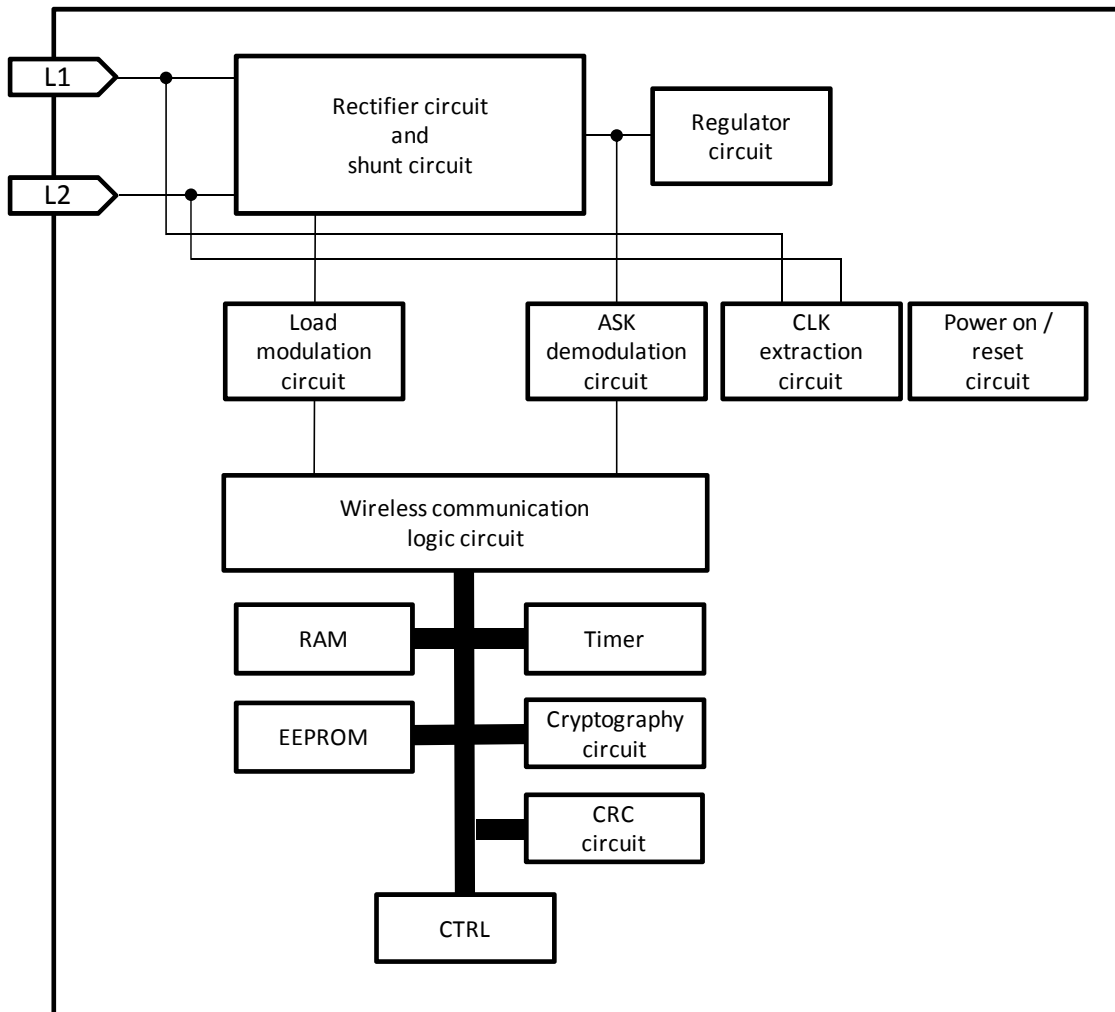 L1
Rectifier circuit
and
shunt circuit
Regulator
circuit
L2
Load
modulation
circuit
ASK
demodulation
circuit
CLK
extraction
circuit
Power on /
reset
circuit
Wireless communication
logic circuit
RAM
Timer
EEPROM
Cryptography
circuit
CRC
circuit
CTRL